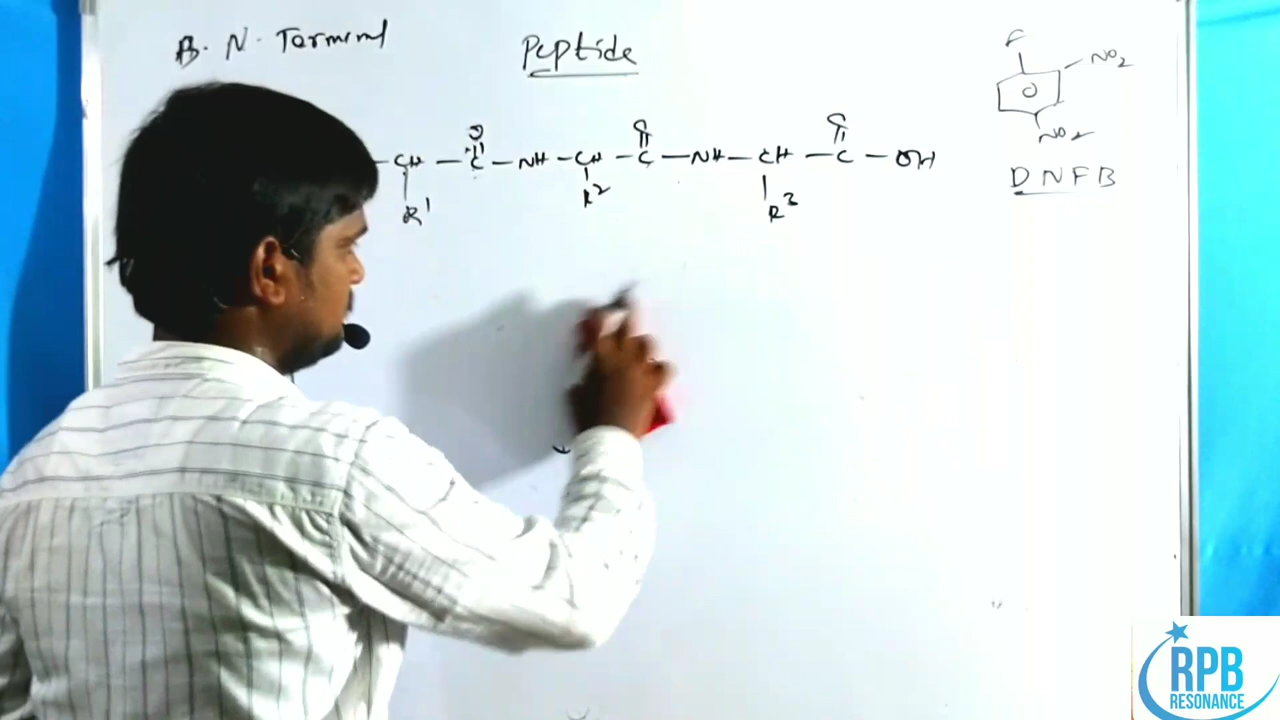 B. N. Terminal
Peptide
F
NO2
O
NO2
DNFB
O O O
— CH — C — NH — CH — C — NH — CH — C — OH
R1 R2 R3
RPB
RESONANCE